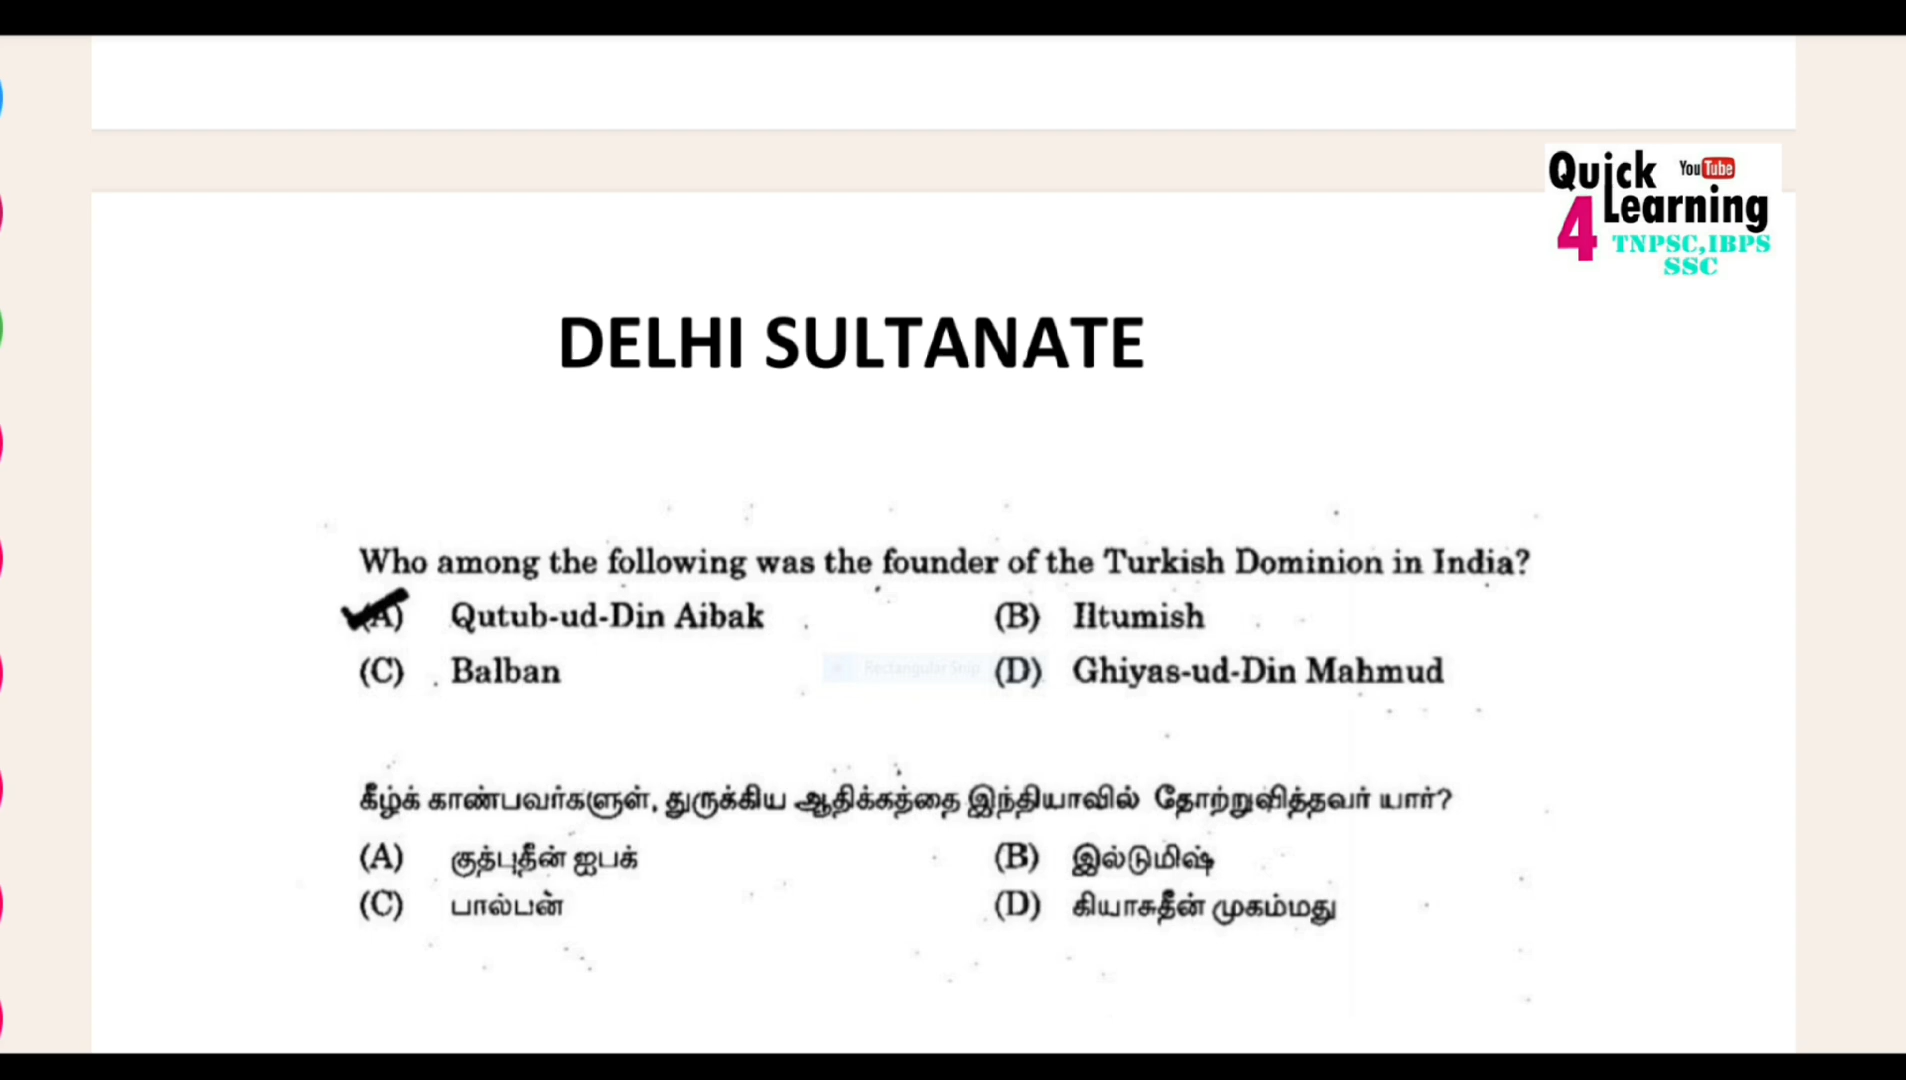 Quick YouTube
4 Learning
TNPSC,IBPS
SSC
DELHI SULTANATE
Who among the following was the founder of the Turkish Dominion in India?
(A) Qutub-ud-Din Aibak (B) Iltumish
(C) Balban (D) Ghiyas-ud-Din Mahmud
Rectangular Snip
கீழ்க் காண்பவர்களுள், துருக்கிய ஆதிக்கத்தை இந்தியாவில் தோற்றுவித்தவர் யார்?
(A) குத்புதீன் ஐபக் (B) இல்டுமிஷ்
(C) பால்பன் (D) கியாசுதீன் முகம்மது